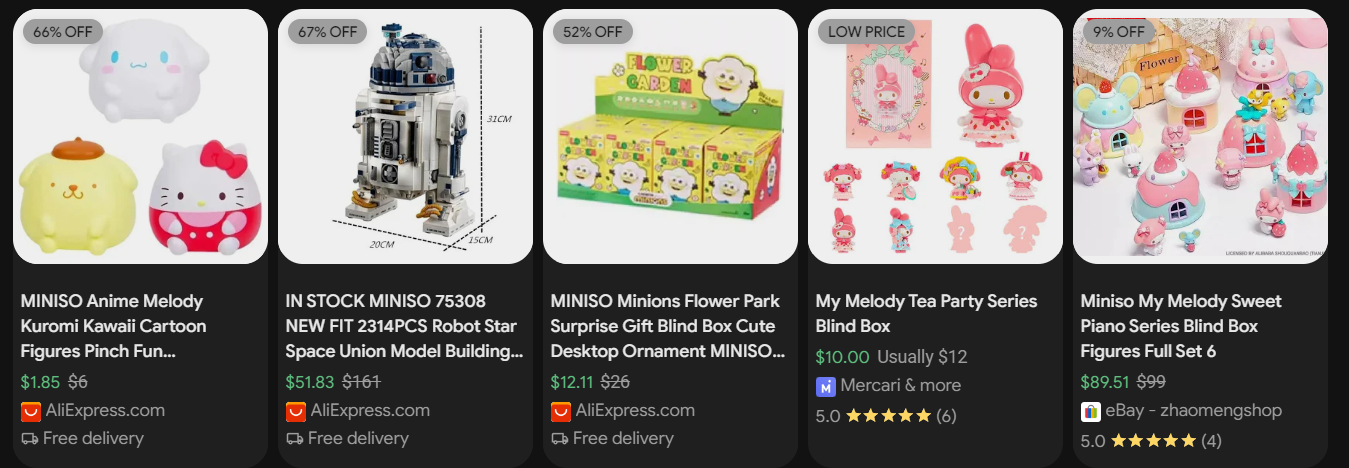 66% OFF
MINISO Anime Melody
Kuromi Kawaii Cartoon
Figures Pinch Fun...
$1.85 $6
AliExpress.com
Free delivery
67% OFF
31CM
20CM
15CM
IN STOCK MINISO 75308
NEW FIT 2314PCS Robot Star
Space Union Model Building...
$51.83 $161
AliExpress.com
Free delivery
52% OFF
FLOWER
GARDEN
minions
MINISO Minions Flower Park
Surprise Gift Blind Box Cute
Desktop Ornament MINISO...
$12.11 $26
AliExpress.com
Free delivery
LOW PRICE
? ?
My Melody Tea Party Series
Blind Box
$10.00 Usually $12
Mercari & more
5.0 (6)
9% OFF
Flower
Miniso My Melody Sweet
Piano Series Blind Box
Figures Full Set 6
$89.51 $99
eBay - zhaomengshop
5.0 (4)